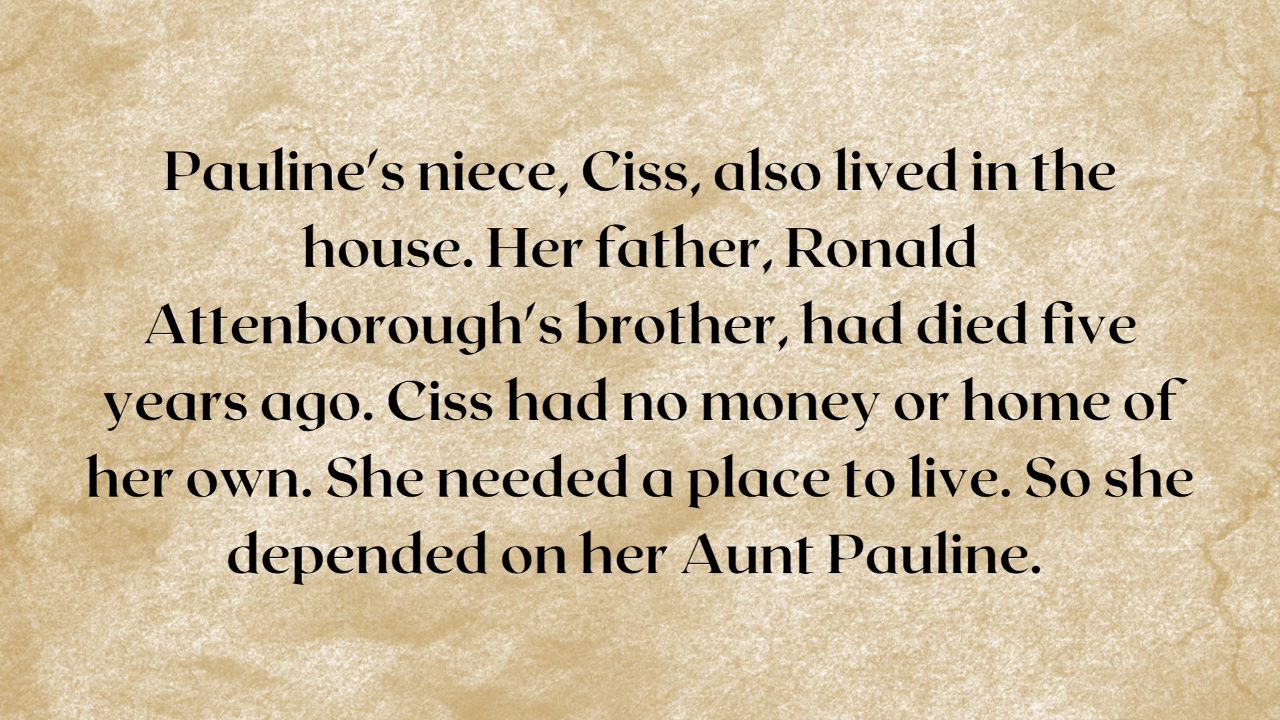 Pauline's niece, Ciss, also lived in the
house. Her father, Ronald
Attenborough's brother, had died five
years ago. Ciss had no money or home of
her own. She needed a place to live. So she
depended on her Aunt Pauline.